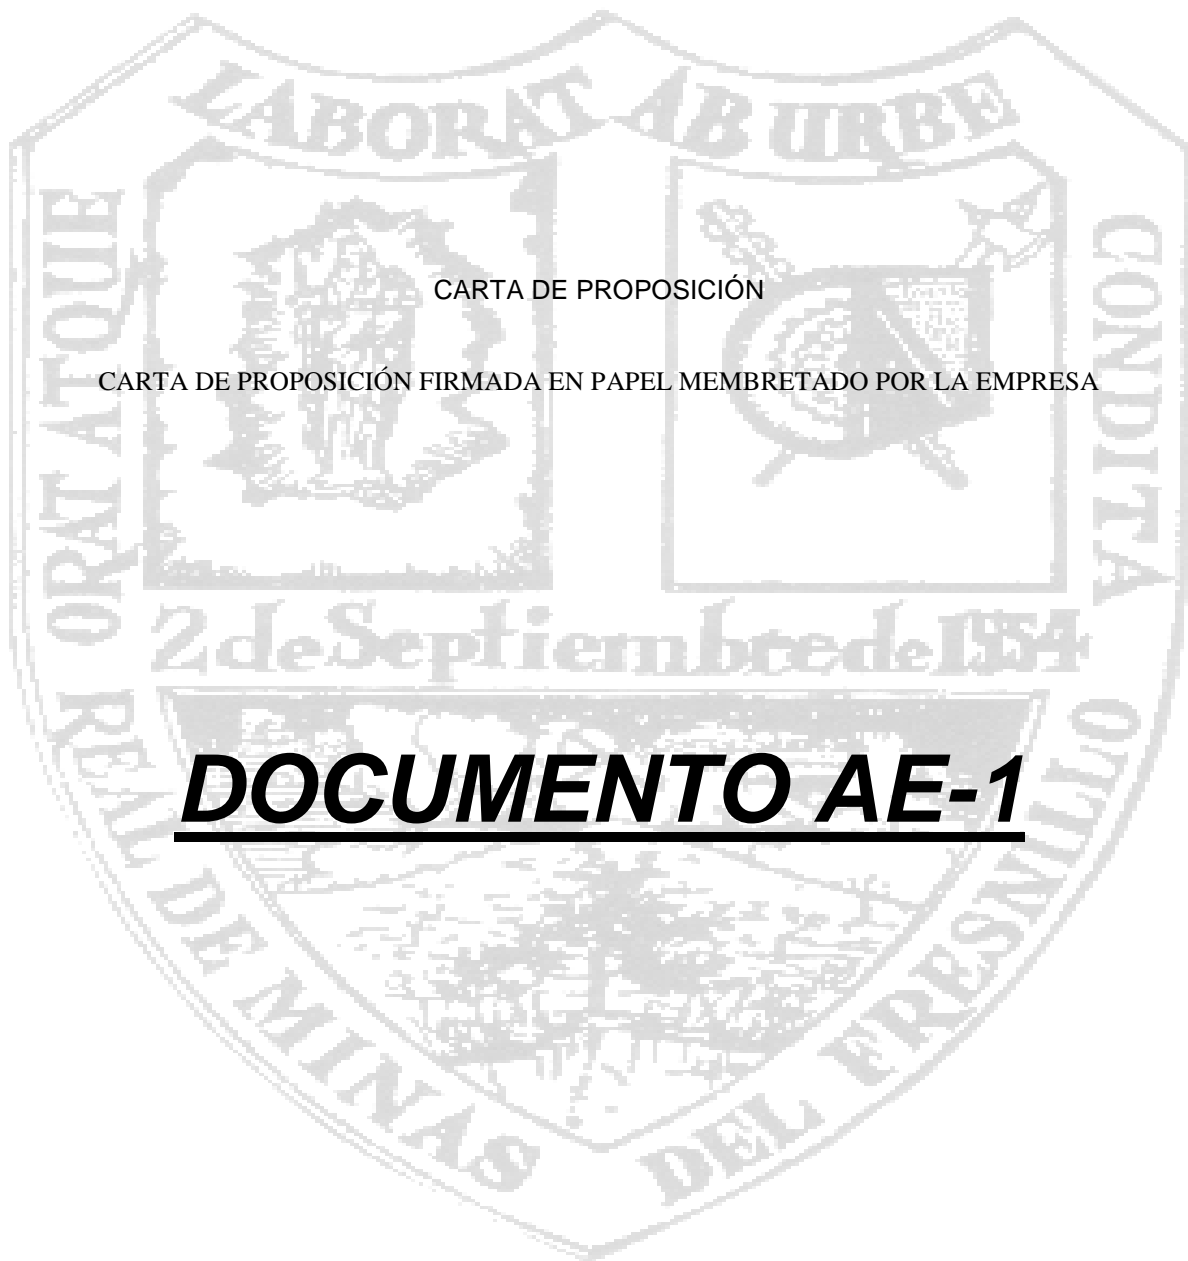 LABORAT AB URBE
CONDITA
REAL ORAT ATQUE
CARTA DE PROPOSICIÓN
CARTA DE PROPOSICIÓN FIRMADA EN PAPEL MEMBRETADO POR LA EMPRESA
2 de Septiembre de 1554
DOCUMENTO AE-1
DE MINAS
DEL FRESNILLO